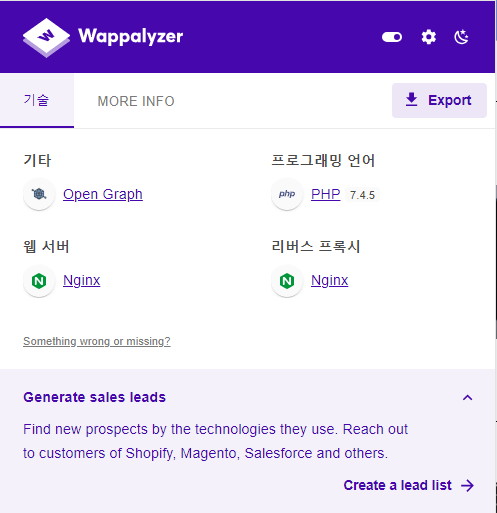 Wappalyzer
기술
MORE INFO
Export
기타
Open Graph
프로그래밍 언어
php
PHP 7.4.5
웹 서버
N
Nginx
리버스 프록시
N
Nginx
Something wrong or missing?
Generate sales leads
Find new prospects by the technologies they use. Reach out
to customers of Shopify, Magento, Salesforce and others.
Create a lead list